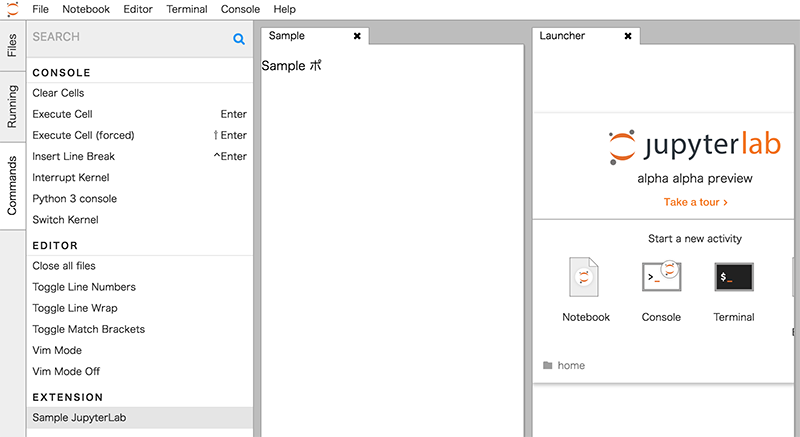 File Notebook Editor Terminal Console Help
Files
Running
Commands
SEARCH
CONSOLE
Clear Cells
Execute Cell Enter
Execute Cell (forced) ⇧Enter
Insert Line Break ^Enter
Interrupt Kernel
Python 3 console
Switch Kernel
EDITOR
Close all files
Toggle Line Numbers
Toggle Line Wrap
Toggle Match Brackets
Vim Mode
Vim Mode Off
EXTENSION
Sample JupyterLab
Sample ✖
Sample ポ
Launcher ✖
jupyterlab
alpha alpha preview
Take a tour >
Start a new activity
>_
$_
Notebook Console Terminal
home